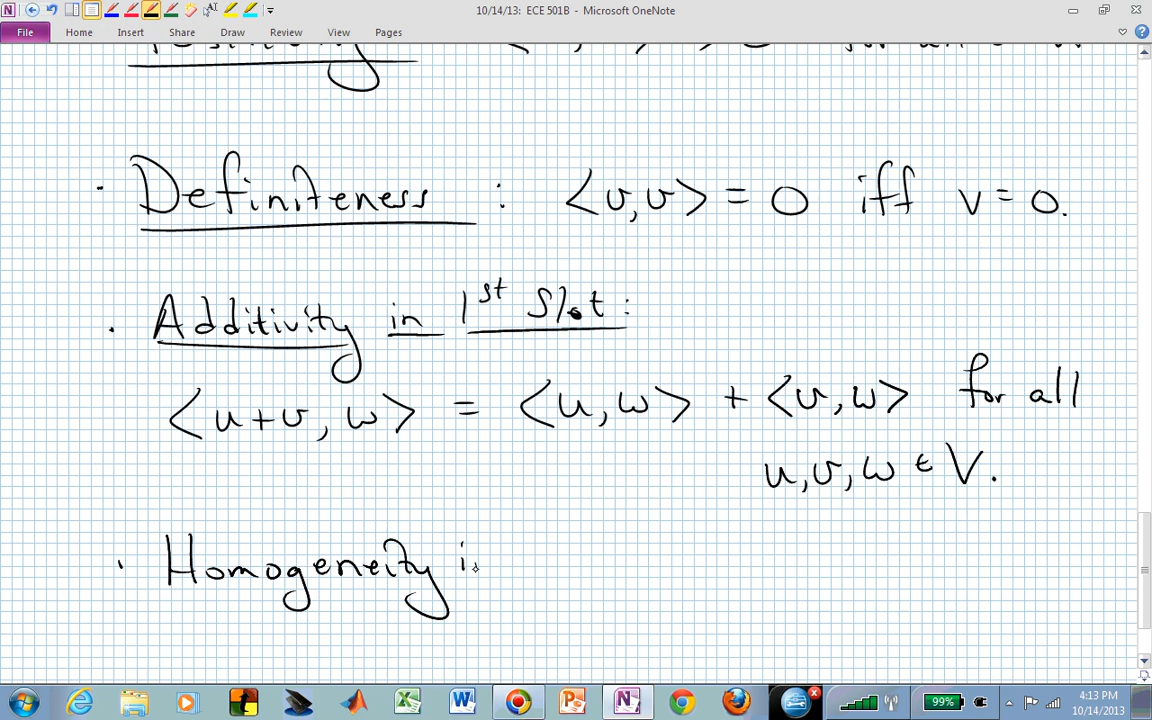 10/14/13: ECE 501B - Microsoft OneNote
File Home Insert Share Draw Review View Pages
· Definiteness : <v,v> = 0 iff v = 0.
· Additivity in 1st Slot:
<u+v, w> = <u,w> + <v,w> for all
u,v,w ϵ V.
· Homogeneity i
99%
4:13 PM
10/14/2013